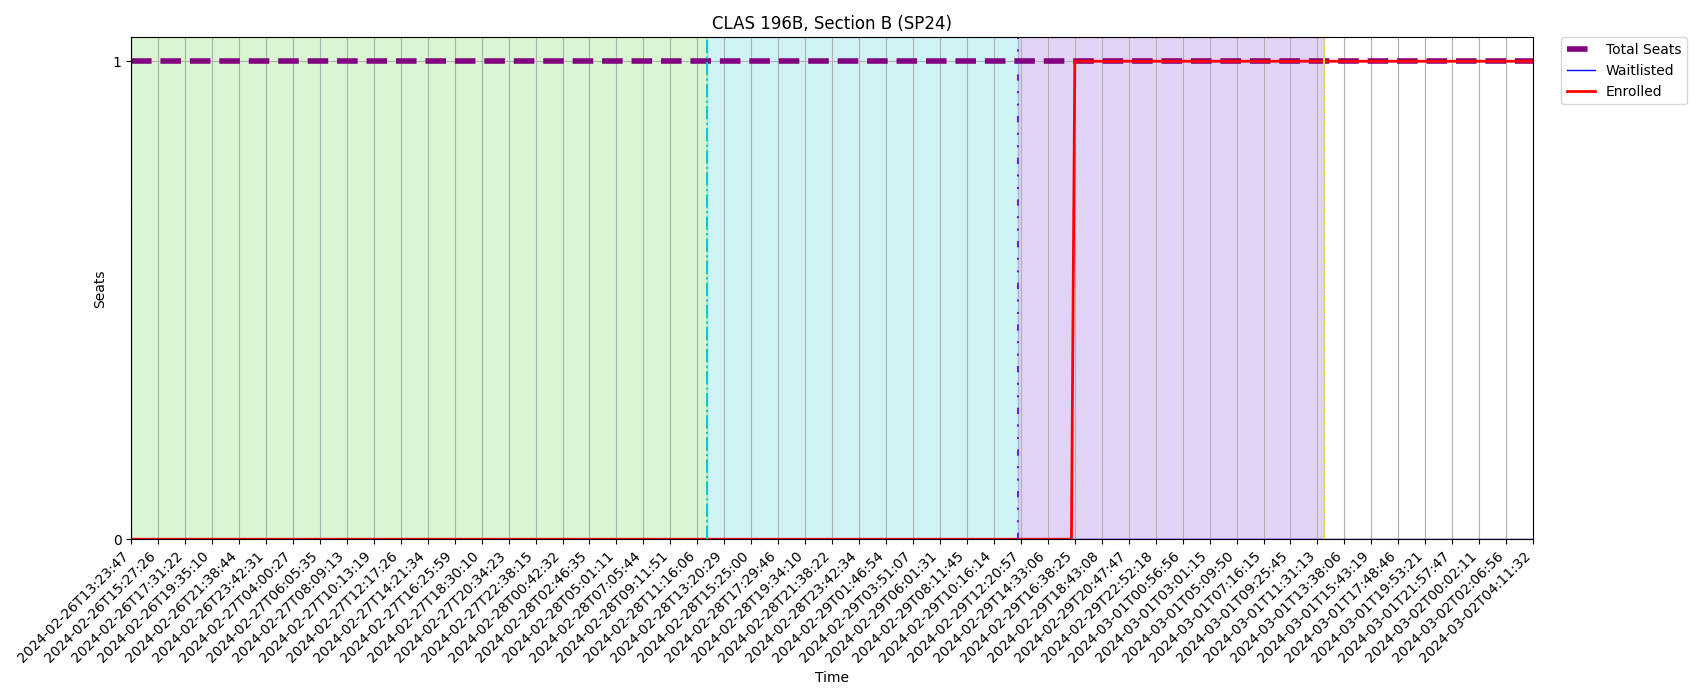 CLAS 196B, Section B (SP24)
Total Seats
Waitlisted
Enrolled
Seats
1
0
2024-02-26T13:23:47
2024-02-26T15:27:26
2024-02-26T17:31:22
2024-02-26T19:35:10
2024-02-26T21:38:44
2024-02-26T23:42:31
2024-02-27T04:00:27
2024-02-27T06:05:35
2024-02-27T08:09:13
2024-02-27T10:13:19
2024-02-27T12:17:26
2024-02-27T14:21:34
2024-02-27T16:25:59
2024-02-27T18:30:10
2024-02-27T20:34:23
2024-02-27T22:38:15
2024-02-28T00:42:32
2024-02-28T02:46:35
2024-02-28T05:01:11
2024-02-28T07:05:44
2024-02-28T09:11:51
2024-02-28T11:16:06
2024-02-28T13:20:29
2024-02-28T15:25:00
2024-02-28T17:29:46
2024-02-28T19:34:10
2024-02-28T21:38:22
2024-02-28T23:42:34
2024-02-29T01:46:54
2024-02-29T03:51:07
2024-02-29T06:01:31
2024-02-29T08:11:45
2024-02-29T10:16:14
2024-02-29T12:20:57
2024-02-29T14:33:06
2024-02-29T16:38:25
2024-02-29T18:43:08
2024-02-29T20:47:47
2024-02-29T22:52:18
2024-03-01T00:56:56
2024-03-01T03:01:15
2024-03-01T05:09:50
2024-03-01T07:16:15
2024-03-01T09:25:45
2024-03-01T11:31:13
2024-03-01T13:38:06
2024-03-01T15:43:19
2024-03-01T17:48:46
2024-03-01T19:53:21
2024-03-01T21:57:47
2024-03-02T00:02:11
2024-03-02T02:06:56
2024-03-02T04:11:32
Time